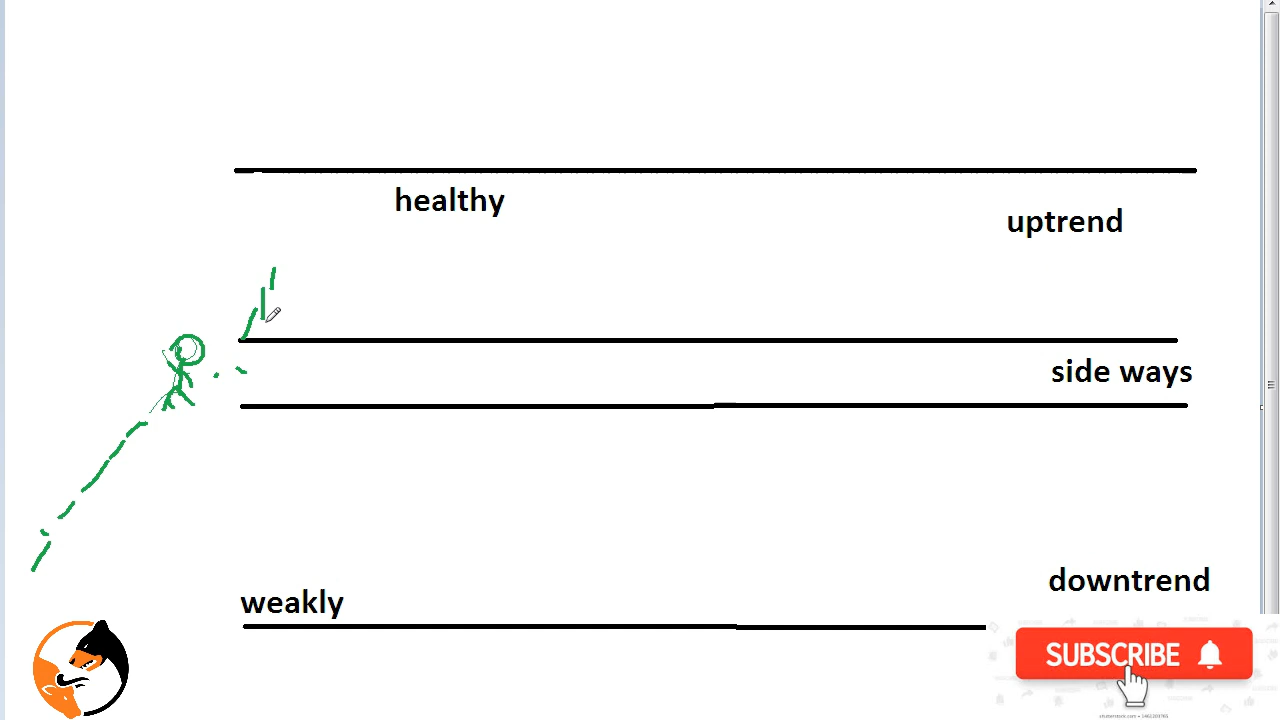 healthy
uptrend
side ways
downtrend
weakly
SUBSCRIBE